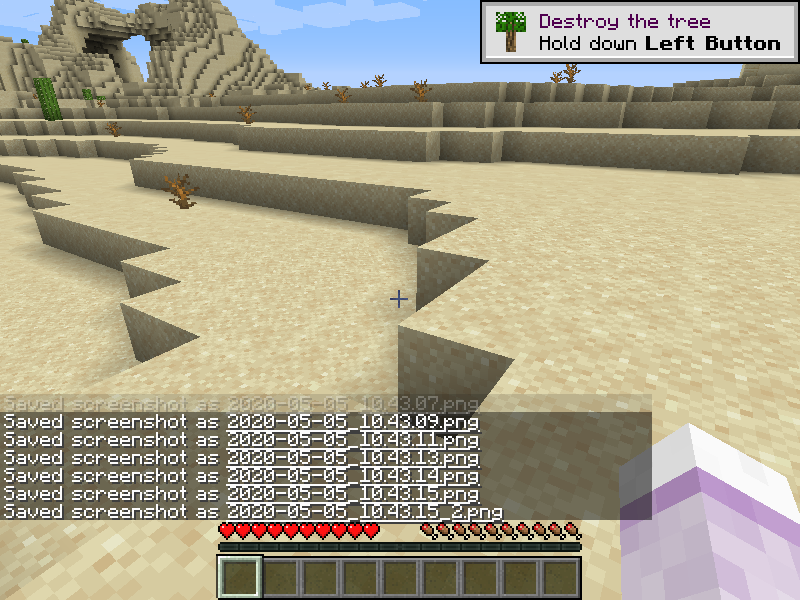 Destroy the tree
Hold down Left Button
Saved screenshot as 2020-05-05_10.43.07.png
Saved screenshot as 2020-05-05_10.43.09.png
Saved screenshot as 2020-05-05_10.43.11.png
Saved screenshot as 2020-05-05_10.43.13.png
Saved screenshot as 2020-05-05_10.43.14.png
Saved screenshot as 2020-05-05_10.43.15.png
Saved screenshot as 2020-05-05_10.43.15_2.png